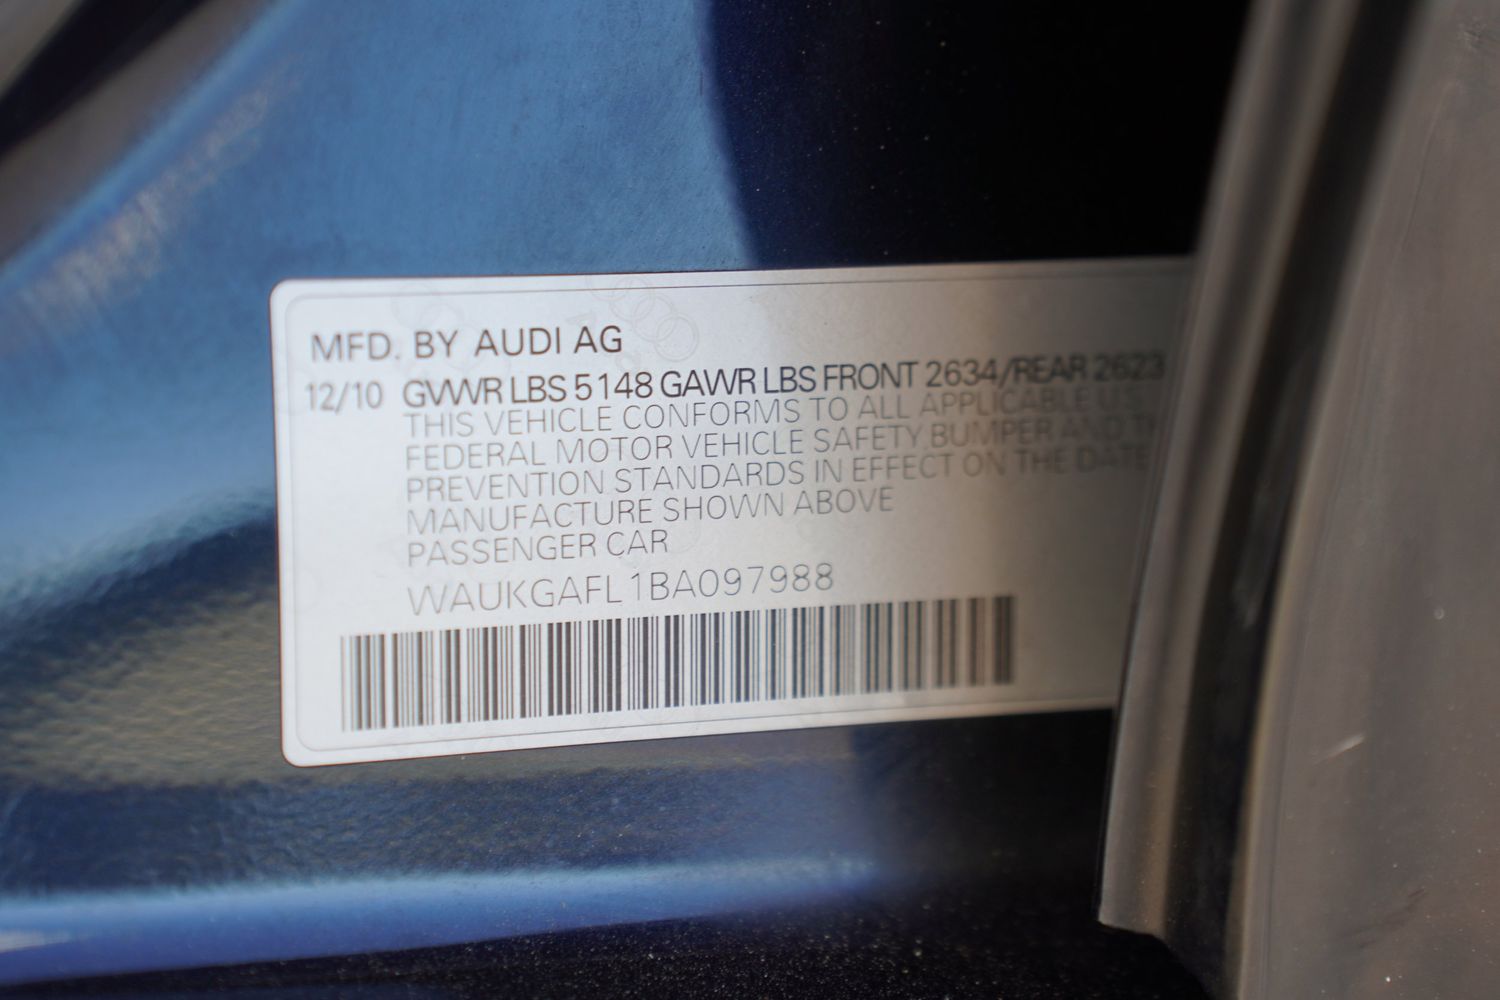 MFD. BY AUDI AG
12/10 GVWR LBS 5148 GAWR LBS FRONT 2634/REAR 2623
THIS VEHICLE CONFORMS TO ALL APPLICABLE U.S.
FEDERAL MOTOR VEHICLE SAFETY, BUMPER AND
PREVENTION STANDARDS IN EFFECT ON THE DATE
MANUFACTURE SHOWN ABOVE
PASSENGER CAR
WAUKGAFL1BA097988